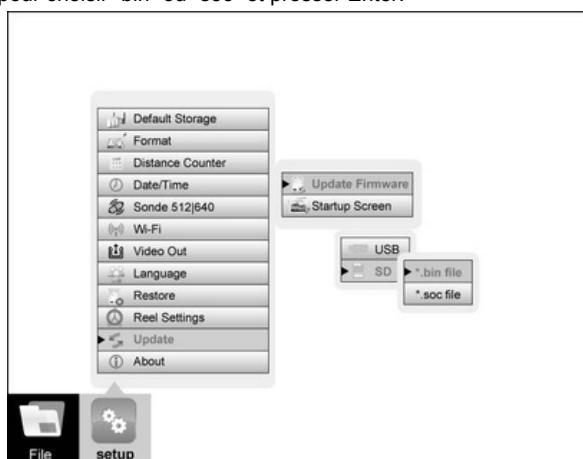 pour choisir "bin" ou "soc" et presser Enter.
Default Storage
Format
Distance Counter
Date/Time
Sonde 512|640
Wi-Fi
Video Out
Language
Restore
Reel Settings
Update
About
Update Firmware
Startup Screen
USB
SD
*.bin file
*.soc file
File
setup